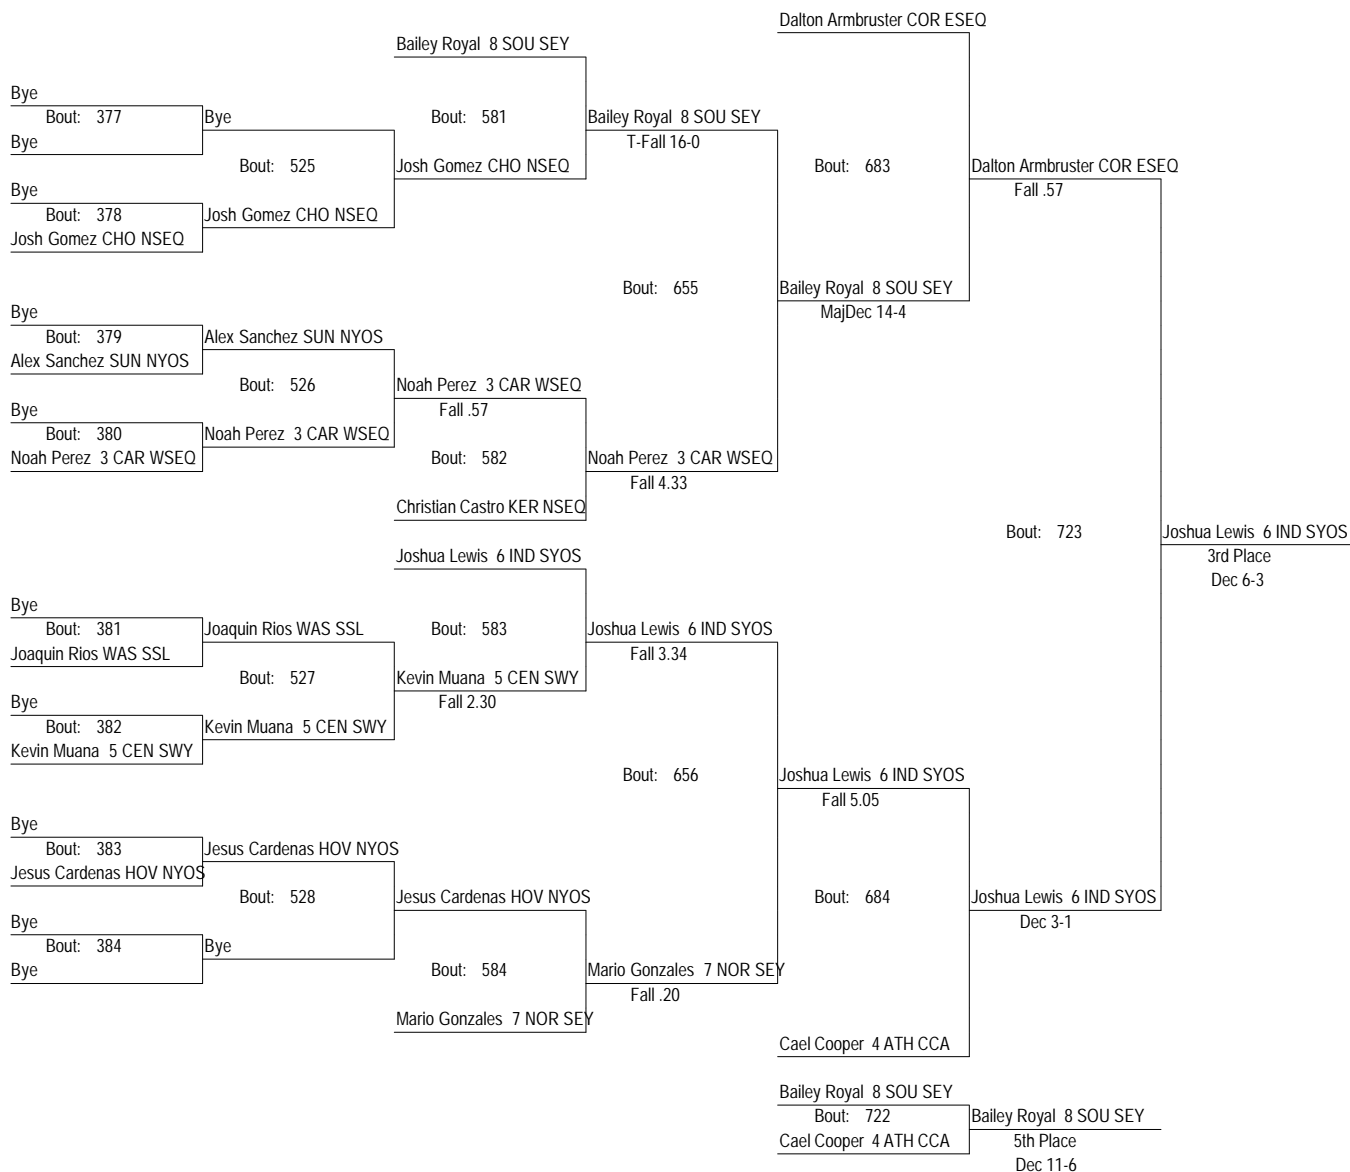 Dalton Armbruster COR ESEQ
Bailey Royal  8 SOU SEY
Bye
Bout:  377
Bye
Bye
Bout:  581
Bailey Royal  8 SOU SEY
T-Fall 16-0
Bout:  525
Josh Gomez CHO NSEQ
Bout:  683
Dalton Armbruster COR ESEQ
Fall .57
Bye
Bout:  378
Josh Gomez CHO NSEQ
Josh Gomez CHO NSEQ
Bout:  655
Bailey Royal  8 SOU SEY
MajDec 14-4
Bye
Bout:  379
Alex Sanchez SUN NYOS
Alex Sanchez SUN NYOS
Bout:  526
Noah Perez  3 CAR WSEQ
Fall .57
Bye
Bout:  380
Noah Perez  3 CAR WSEQ
Noah Perez  3 CAR WSEQ
Bout:  582
Noah Perez  3 CAR WSEQ
Fall 4.33
Christian Castro KER NSEQ
Bout:  723
Joshua Lewis  6 IND SYOS
3rd Place
Dec 6-3
Joshua Lewis  6 IND SYOS
Bye
Bout:  381
Joaquin Rios WAS SSL
Joaquin Rios WAS SSL
Bout:  583
Joshua Lewis  6 IND SYOS
Fall 3.34
Bout:  527
Kevin Muana  5 CEN SWY
Fall 2.30
Bye
Bout:  382
Kevin Muana  5 CEN SWY
Kevin Muana  5 CEN SWY
Bout:  656
Joshua Lewis  6 IND SYOS
Fall 5.05
Bye
Bout:  383
Jesus Cardenas HOV NYOS
Jesus Cardenas HOV NYOS
Bout:  528
Jesus Cardenas HOV NYOS
Bout:  684
Joshua Lewis  6 IND SYOS
Dec 3-1
Bye
Bout:  384
Bye
Bye
Bout:  584
Mario Gonzales  7 NOR SEY
Fall .20
Mario Gonzales  7 NOR SEY
Cael Cooper  4 ATH CCA
Bailey Royal  8 SOU SEY
Bout:  722
Bailey Royal  8 SOU SEY
Cael Cooper  4 ATH CCA
5th Place
Dec 11-6